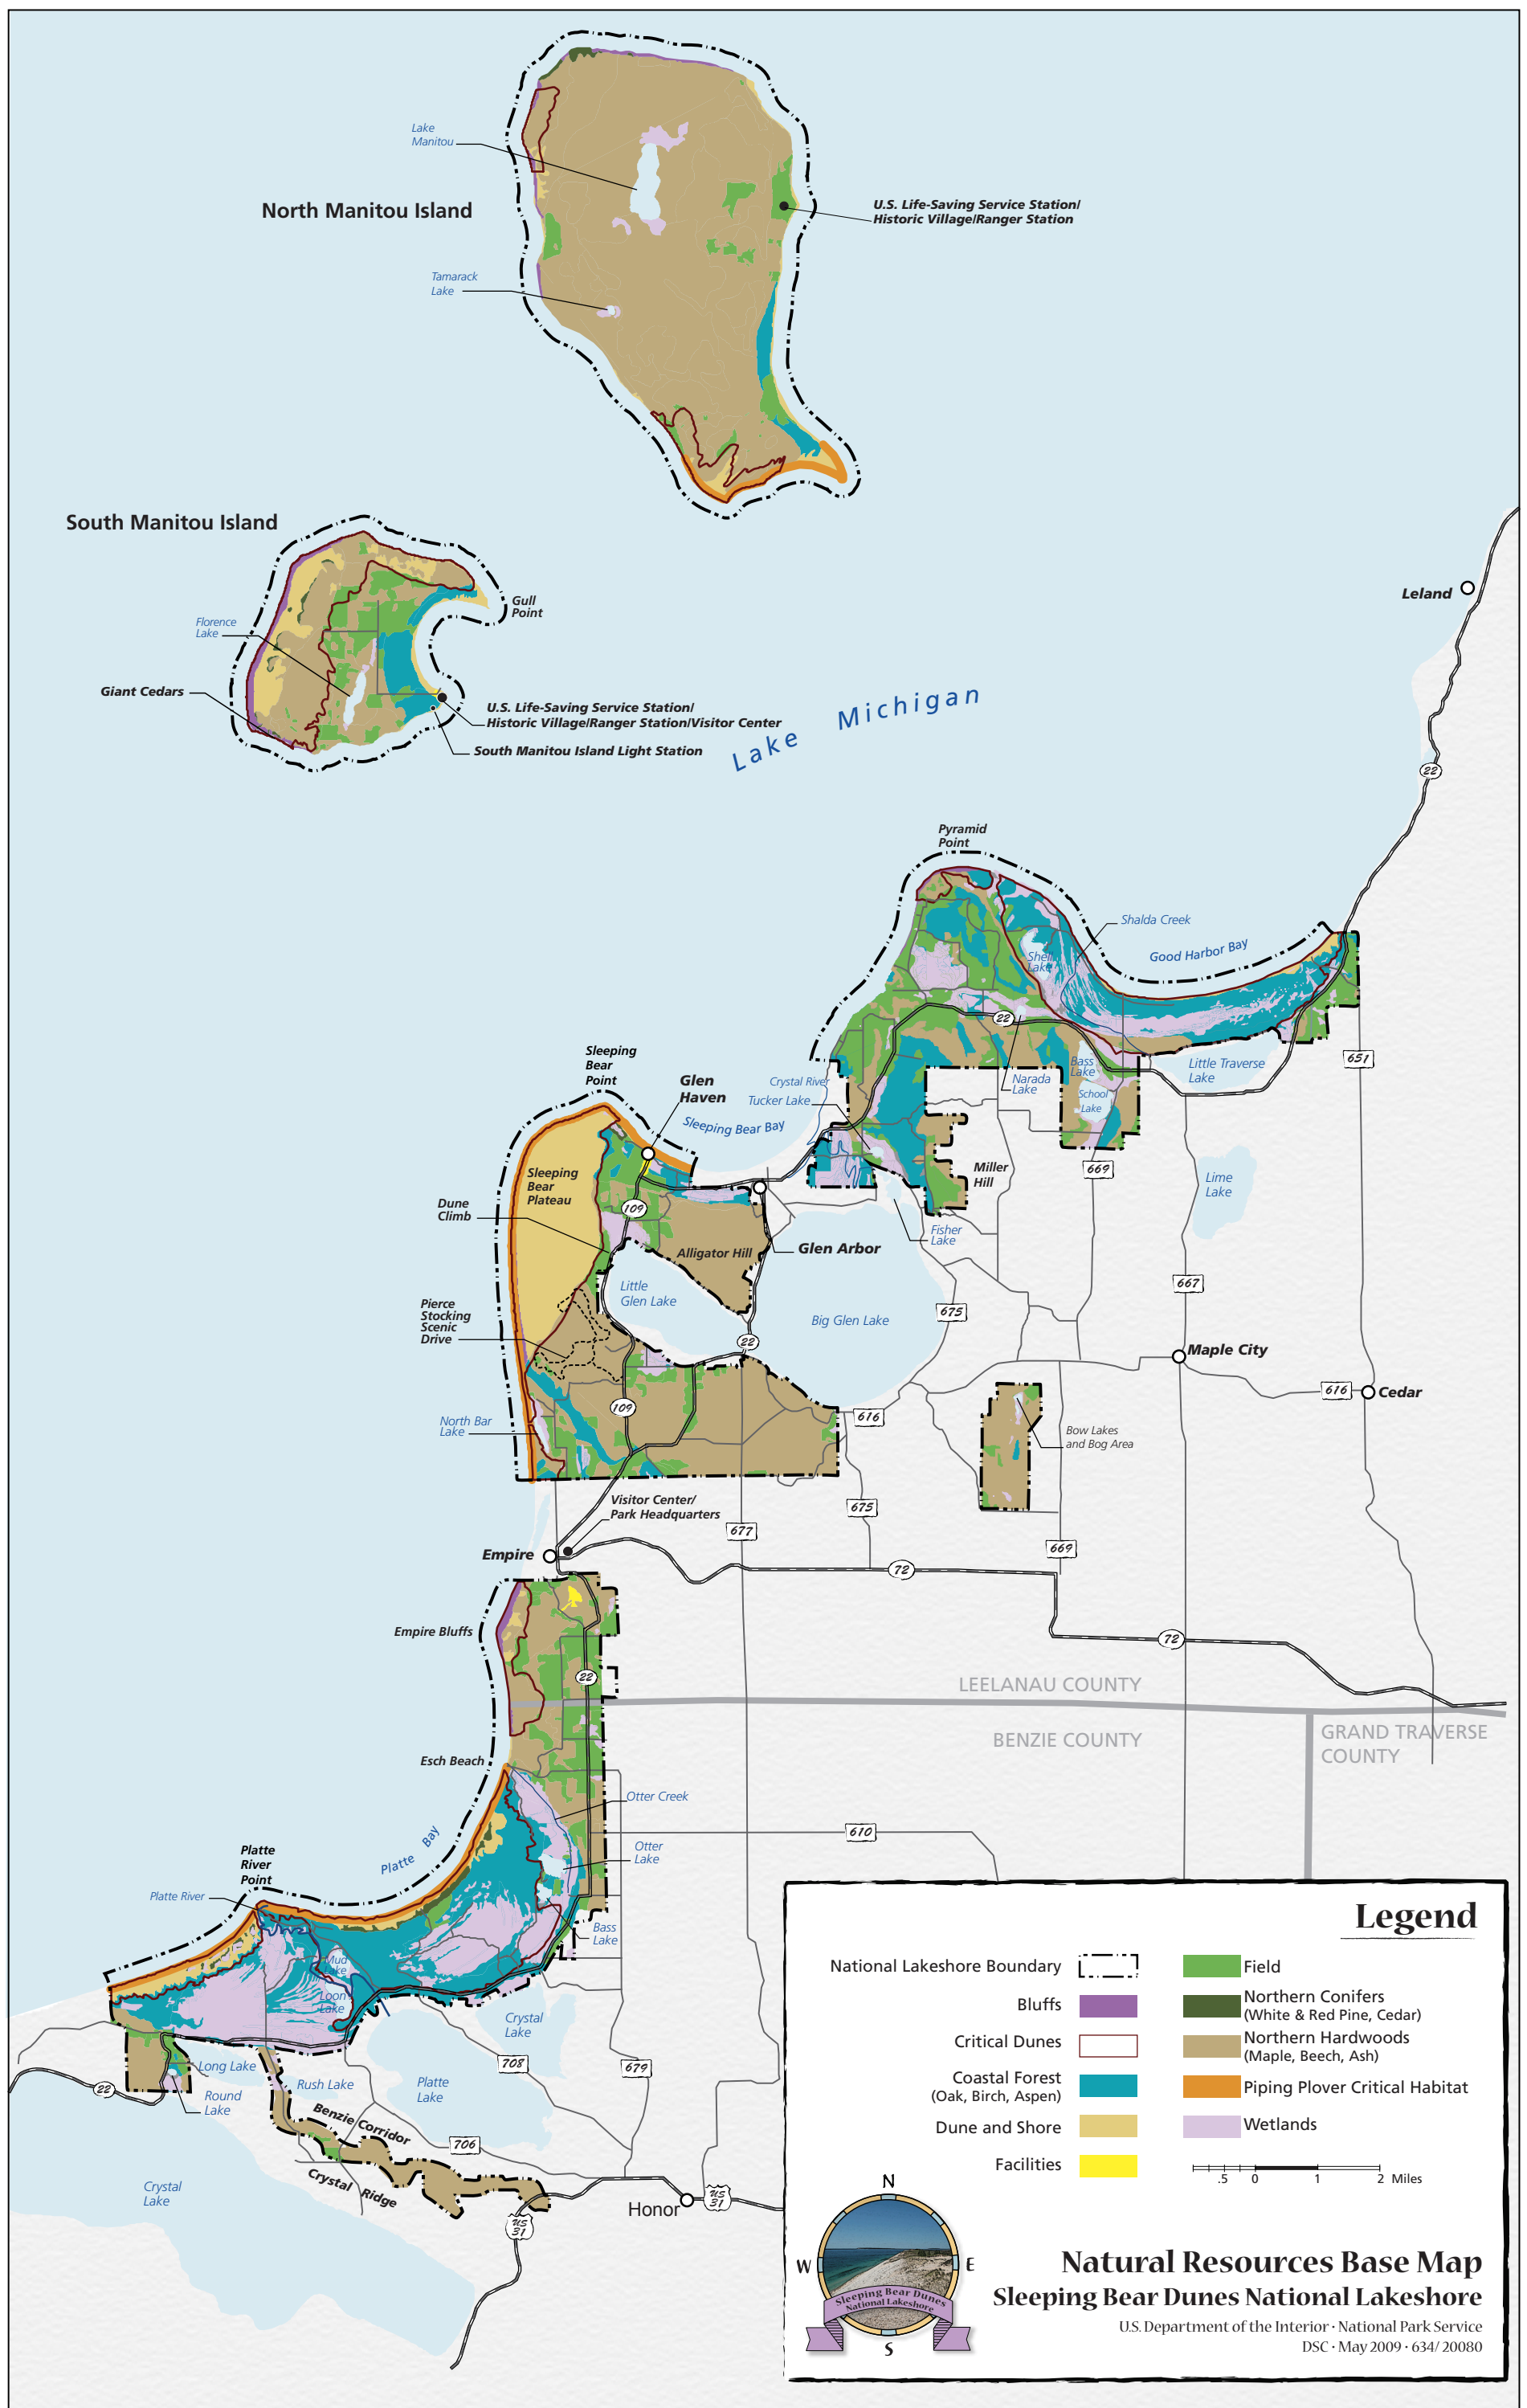 Lake
Manitou
North Manitou Island
U.S. Life-Saving Service Station/
Historic Village/Ranger Station
Tamarack
Lake
South Manitou Island
Gull
Point
Florence
Lake
Giant Cedars
U.S. Life-Saving Service Station/
Historic Village/Ranger Station/Visitor Center
South Manitou Island Light Station
Lake Michigan
Leland
22
Pyramid
Point
Shalda Creek
Good Harbor Bay
Shell
Lake
22
Sleeping
Bear
Point
Glen
Haven
Crystal River
Tucker Lake
Sleeping Bear Bay
Bass
Lake
Narada
Lake
School
Lake
Little Traverse
Lake
651
669
Miller
Hill
Lime
Lake
Sleeping
Bear
Plateau
Dune
Climb
109
Alligator Hill
Glen Arbor
Fisher
Lake
Little
Glen Lake
Big Glen Lake
675
667
Pierce
Stocking
Scenic
Drive
22
Maple City
616
Cedar
109
616
North Bar
Lake
Bow Lakes
and Bog Area
Visitor Center/
Park Headquarters
675
677
669
Empire
72
72
Empire Bluffs
22
LEELANAU COUNTY
BENZIE COUNTY
GRAND TRAVERSE
COUNTY
Esch Beach
Otter Creek
610
Otter
Lake
Platte Bay
Platte
River
Point
Platte River
Bass
Lake
Mud
Lake
Loon
Lake
Crystal
Lake
708
679
Long Lake
Rush Lake
Platte
Lake
22
Round
Lake
Benzie Corridor
706
Crystal Ridge
Crystal
Lake
Honor
US
31
US
31
Legend
National Lakeshore Boundary
Bluffs
Critical Dunes
Coastal Forest
(Oak, Birch, Aspen)
Dune and Shore
Facilities
Field
Northern Conifers
(White & Red Pine, Cedar)
Northern Hardwoods
(Maple, Beech, Ash)
Piping Plover Critical Habitat
Wetlands
.5 0 1 2 Miles
N
W
E
S
Sleeping Bear Dunes
National Lakeshore
Natural Resources Base Map
Sleeping Bear Dunes National Lakeshore
U.S. Department of the Interior • National Park Service
DSC • May 2009 • 634/ 20080